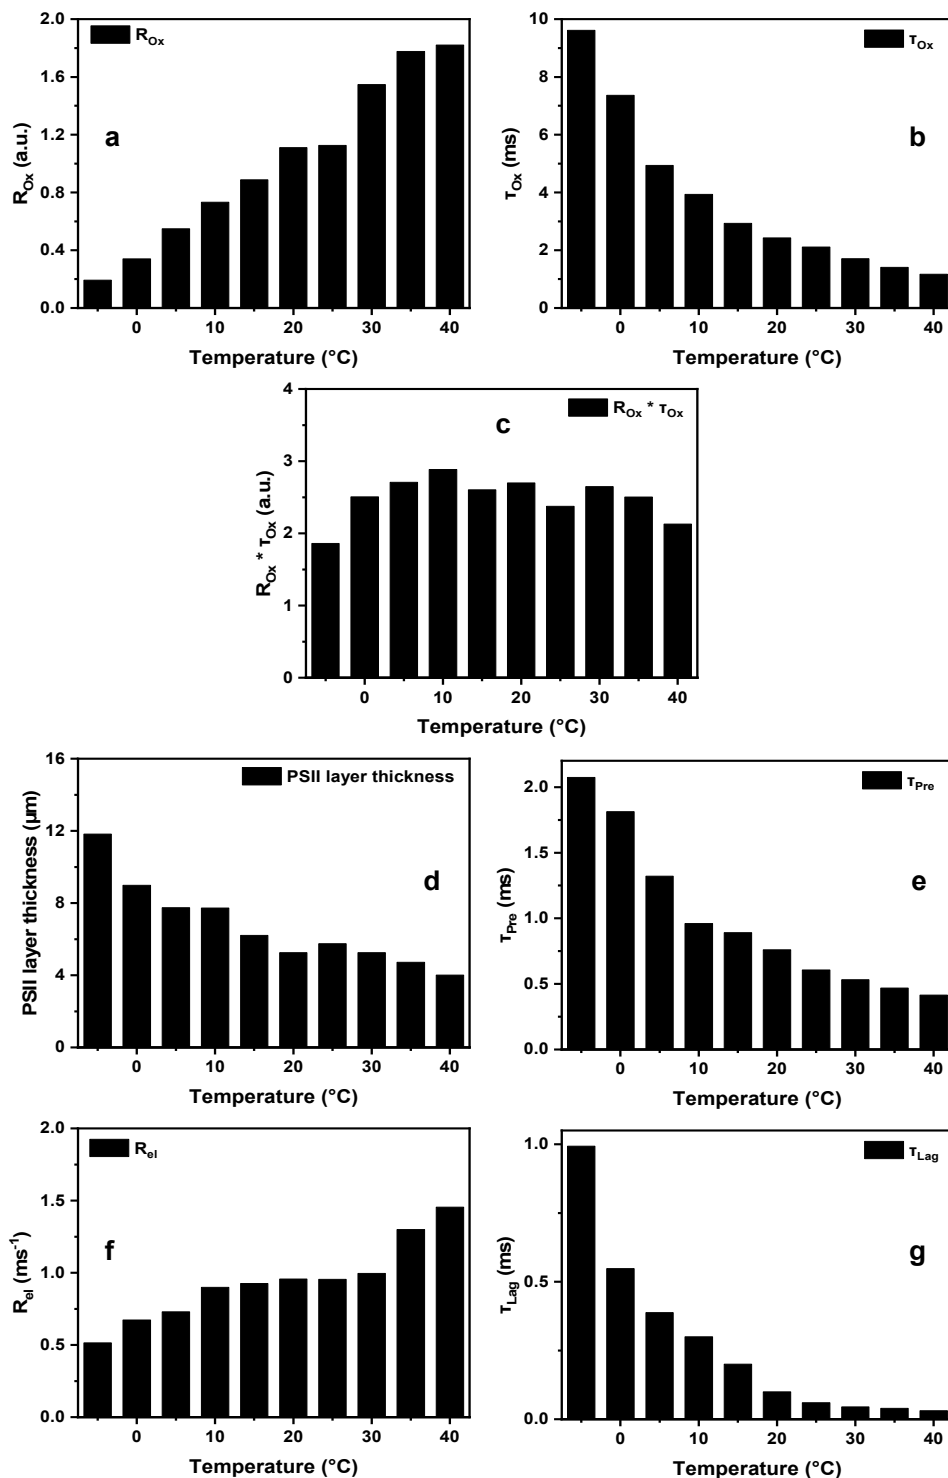 R_Ox
a
R_Ox (a.u.)
2.0
1.6
1.2
0.8
0.4
0.0
0 10 20 30 40
Temperature (°C)
τ_Ox
b
τ_Ox (ms)
10
8
6
4
2
0
0 10 20 30 40
Temperature (°C)
R_Ox * τ_Ox
c
R_Ox * τ_Ox (a.u.)
4
3
2
1
0
0 10 20 30 40
Temperature (°C)
PSII layer thickness
d
PSII layer thickness (μm)
16
12
8
4
0
0 10 20 30 40
Temperature (°C)
τ_Pre
e
τ_Pre (ms)
2.0
1.5
1.0
0.5
0.0
0 10 20 30 40
Temperature (°C)
R_el
f
R_el (ms⁻¹)
2.0
1.5
1.0
0.5
0.0
0 10 20 30 40
Temperature (°C)
τ_Lag
g
τ_Lag (ms)
1.0
0.5
0.0
0 10 20 30 40
Temperature (°C)